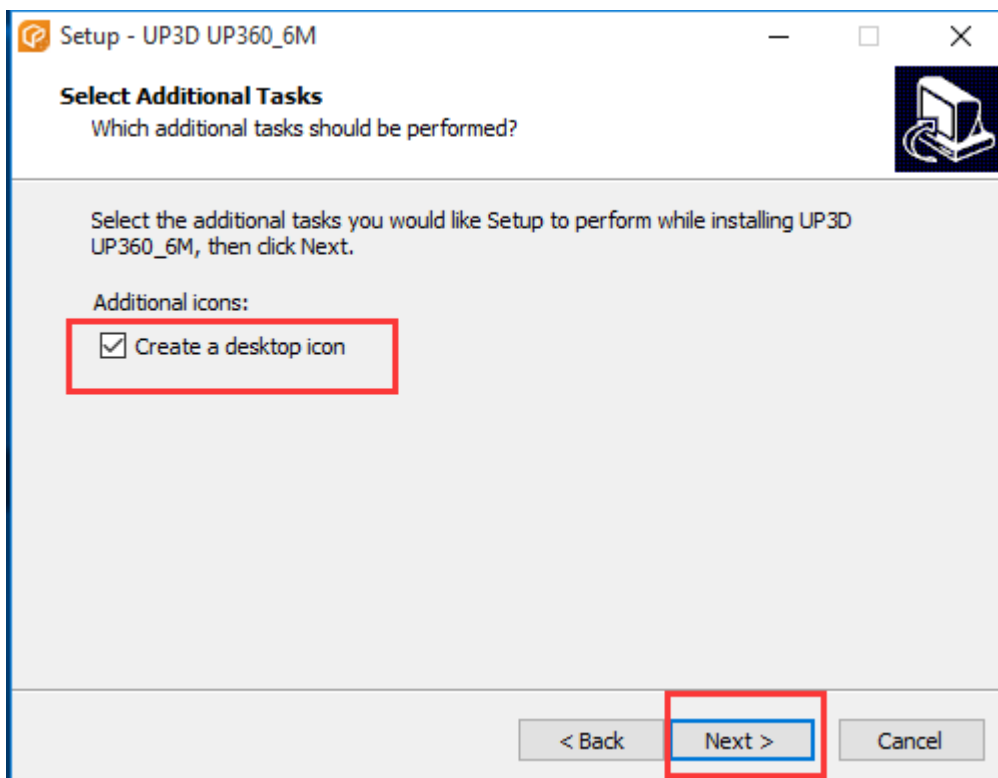 Setup - UP3D UP360_6M
Select Additional Tasks
Which additional tasks should be performed?
Select the additional tasks you would like Setup to perform while installing UP3D
UP360_6M, then click Next.
Additional icons:
Create a desktop icon
< Back
Next >
Cancel